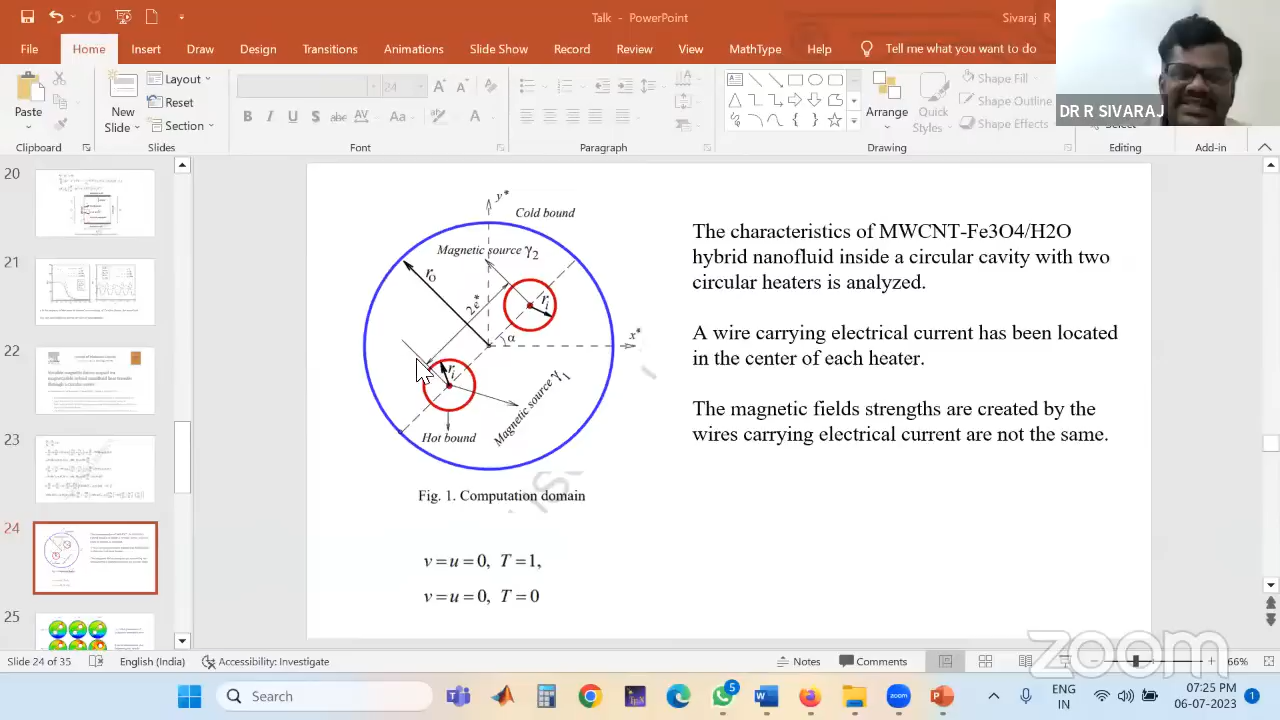 Talk - PowerPoint
Sivaraj R
File Home Insert Draw Design Transitions Animations Slide Show Record Review View MathType Help Tell me what you want to do
Paste
New
Slide
Layout
Reset
Section
Arrange
Styles
Shape Fill
Shape Outline
Shape Effects
Clipboard Slides Font Paragraph Drawing Editing Add-in
DR R SIVARAJ
20
21
22
23
24
25
y*
Cold bound
Magnetic source γ2
ro
2a*
ri
x*
α
ri
Magnetic source γ1
Hot bound
Fig. 1. Computation domain
v = u = 0, T = 1,
v = u = 0, T = 0
The characteristics of MWCNT-Fe3O4/H2O
hybrid nanofluid inside a circular cavity with two
circular heaters is analyzed.
A wire carrying electrical current has been located
in the center of each heater.
The magnetic fields strengths are created by the
wires carrying electrical current are not the same.
zoom
Slide 24 of 35 English (India) Accessibility: Investigate Notes Comments 66%
Search
zoom
5
ENG
IN
07:25 PM
06-07-2023
1